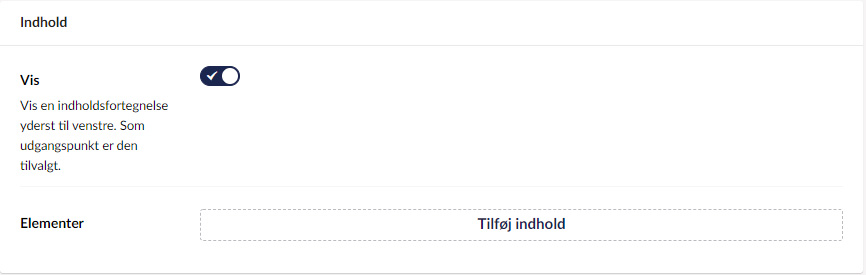 Indhold
Vis
Vis en indholdsfortegnelse
yderst til venstre. Som
udgangspunkt er den
tilvalgt.
Elementer
Tilføj indhold